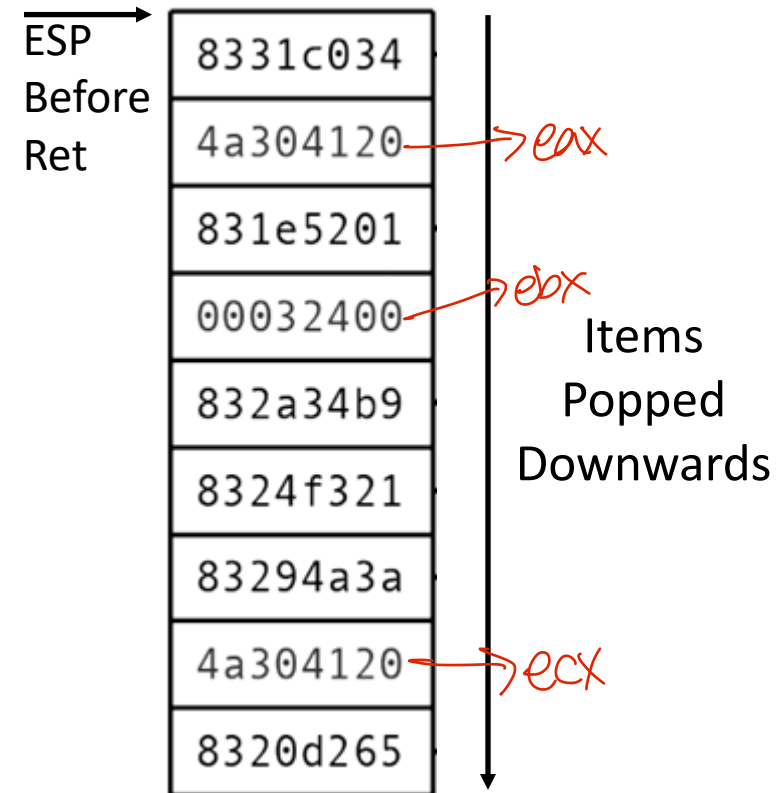 ESP
Before
Ret
8331c034
4a304120
eax
831e5201
00032400
ebx
832a34b9
8324f321
83294a3a
4a304120
ecx
8320d265
Items
Popped
Downwards